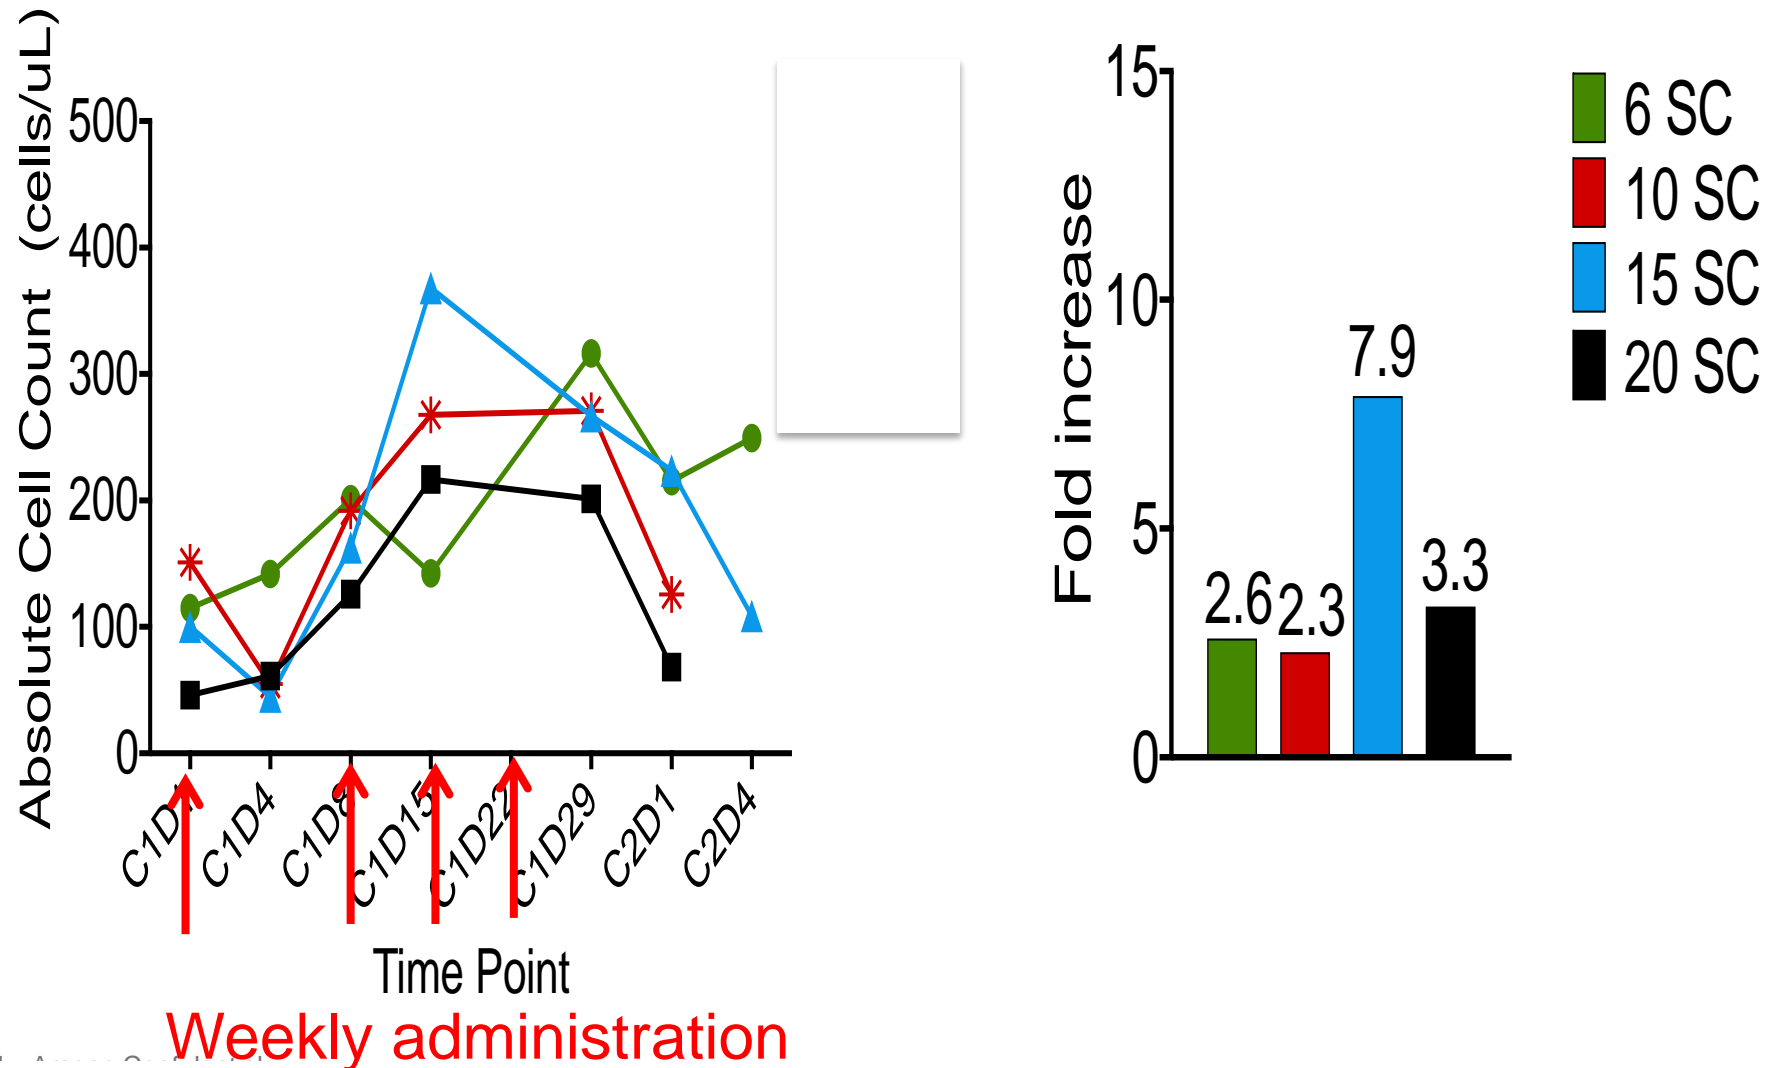 Absolute Cell Count (cells/uL)
500
400
300
200
100
0
C1D1
C1D4
C1D8
C1D15
C1D22
C1D29
C2D1
C2D4
Time Point
Weekly administration
Fold increase
15
10
5
0
2.6
2.3
7.9
3.3
6 SC
10 SC
15 SC
20 SC